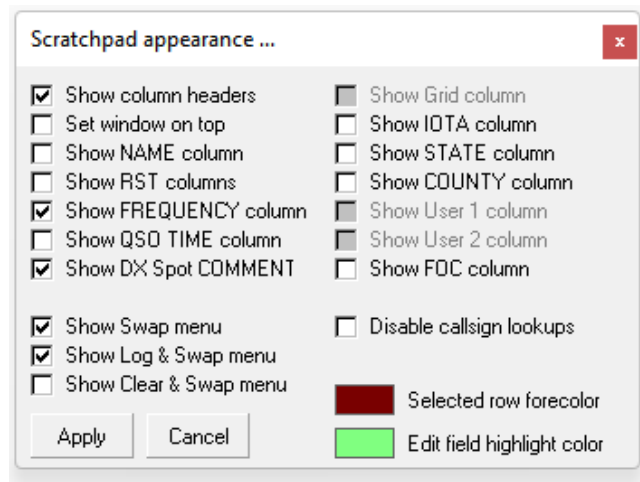 Scratchpad appearance ...
x
Show column headers
Set window on top
Show NAME column
Show RST columns
Show FREQUENCY column
Show QSO TIME column
Show DX Spot COMMENT
Show Swap menu
Show Log & Swap menu
Show Clear & Swap menu
Apply
Cancel
Show Grid column
Show IOTA column
Show STATE column
Show COUNTY column
Show User 1 column
Show User 2 column
Show FOC column
Disable callsign lookups
Selected row forecolor
Edit field highlight color